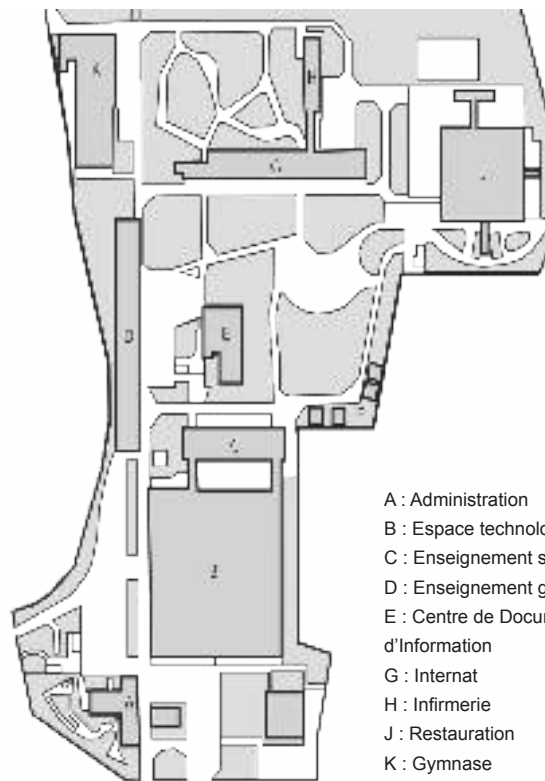 K
H
G
D
E
A : Administration
B : Espace technolo
C : Enseignement s
D : Enseignement g
E : Centre de Docum
d'Information
G : Internat
H : Infirmerie
J : Restauration
K : Gymnase